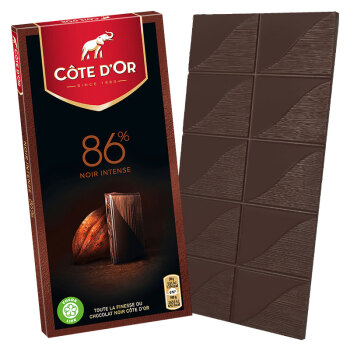 CÔTE D'OR
SINCE 1883
86%
NOIR INTENSE
TOUTE LA FINESSE DU
CHOCOLAT NOIR CÔTE D'OR